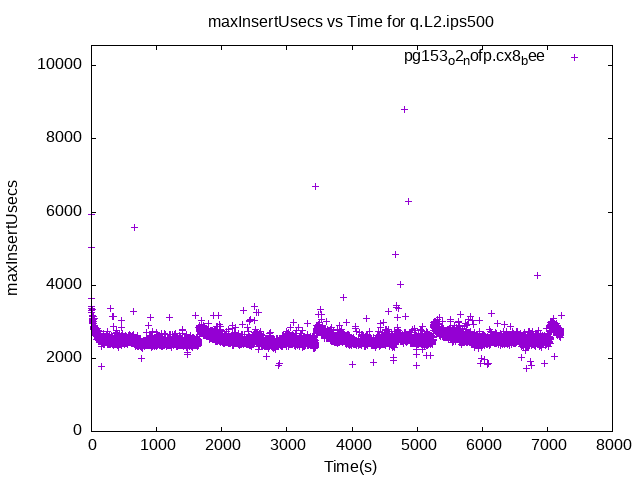 maxInsertUsecs vs Time for q.L2.ips500
pg153o2nofp.cx8bee
10000
8000
6000
4000
2000
0
maxInsertUsecs
0 1000 2000 3000 4000 5000 6000 7000 8000
Time(s)